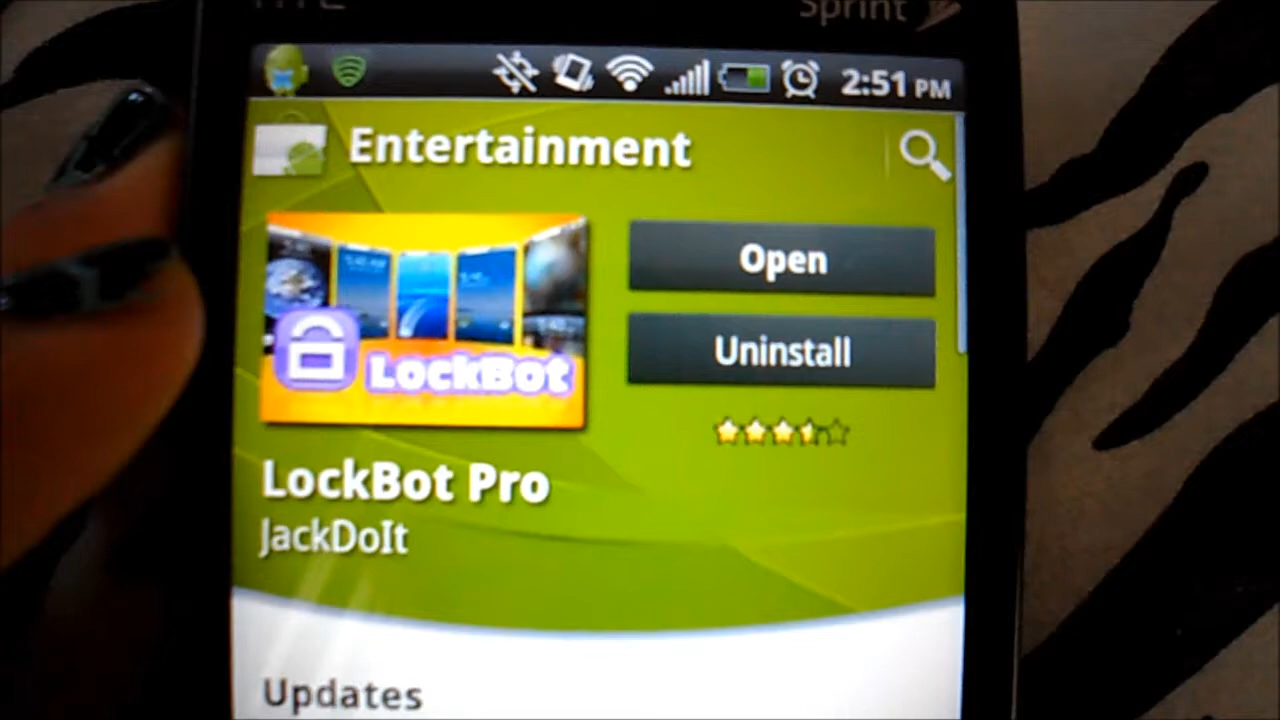 Sprint
2:51 PM
Entertainment
Open
LockBot
Uninstall
LockBot Pro
JackDoIt
Updates